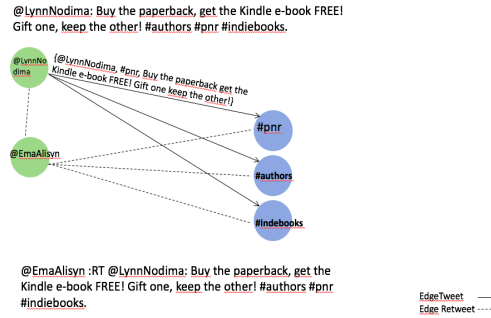 @LynnNodima: Buy the paperback, get the Kindle e-book FREE!
Gift one, keep the other! #authors #pnr #indiebooks.
@LynnNo
dima
{@LynnNodima, #pnr, Buy the paperback get the
Kindle e-book FREE! Gift one keep the other!}
#pnr
@EmaAlisyn
#authors
#indebooks
@EmaAlisyn :RT @LynnNodima: Buy the paperback, get the
Kindle e-book FREE! Gift one, keep the other! #authors #pnr
#indiebooks.
EdgeTweet
Edge Retweet